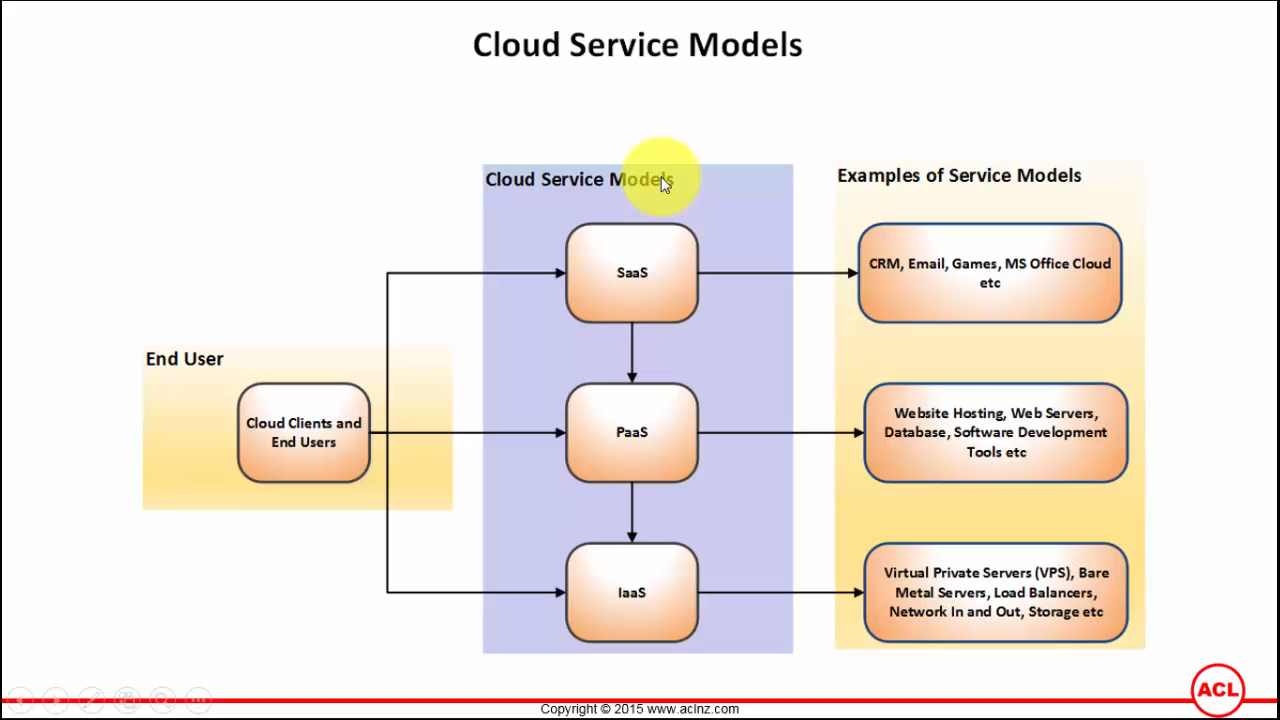 Cloud Service Models
Cloud Service Models
Examples of Service Models
SaaS
CRM, Email, Games, MS Office Cloud
etc
End User
Cloud Clients and
End Users
PaaS
Website Hosting, Web Servers,
Database, Software Development
Tools etc
IaaS
Virtual Private Servers (VPS), Bare
Metal Servers, Load Balancers,
Network In and Out, Storage etc
ACL
Copyright © 2015 www.aclnz.com